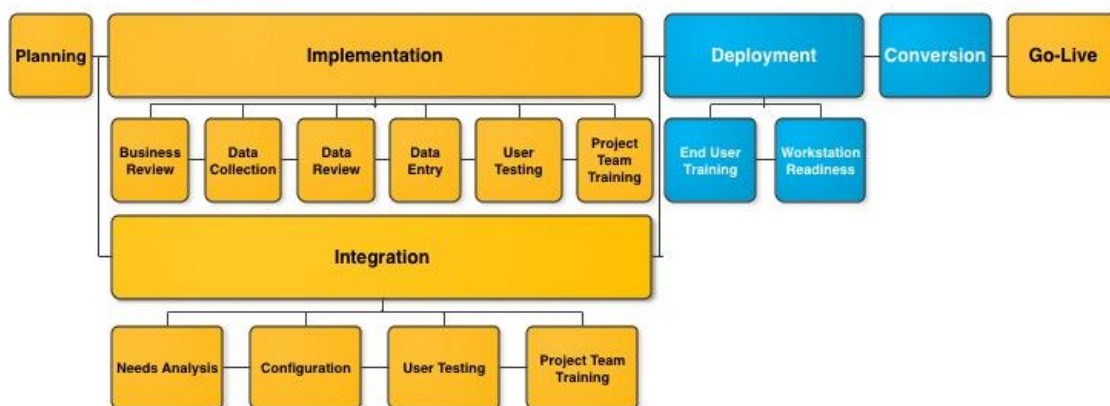 Planning
Implementation
Deployment
Conversion
Go-Live
Business
Review
Data
Collection
Data
Review
Data
Entry
User
Testing
Project
Team
Training
End User
Training
Workstation
Readiness
Integration
Needs Analysis
Configuration
User Testing
Project Team
Training